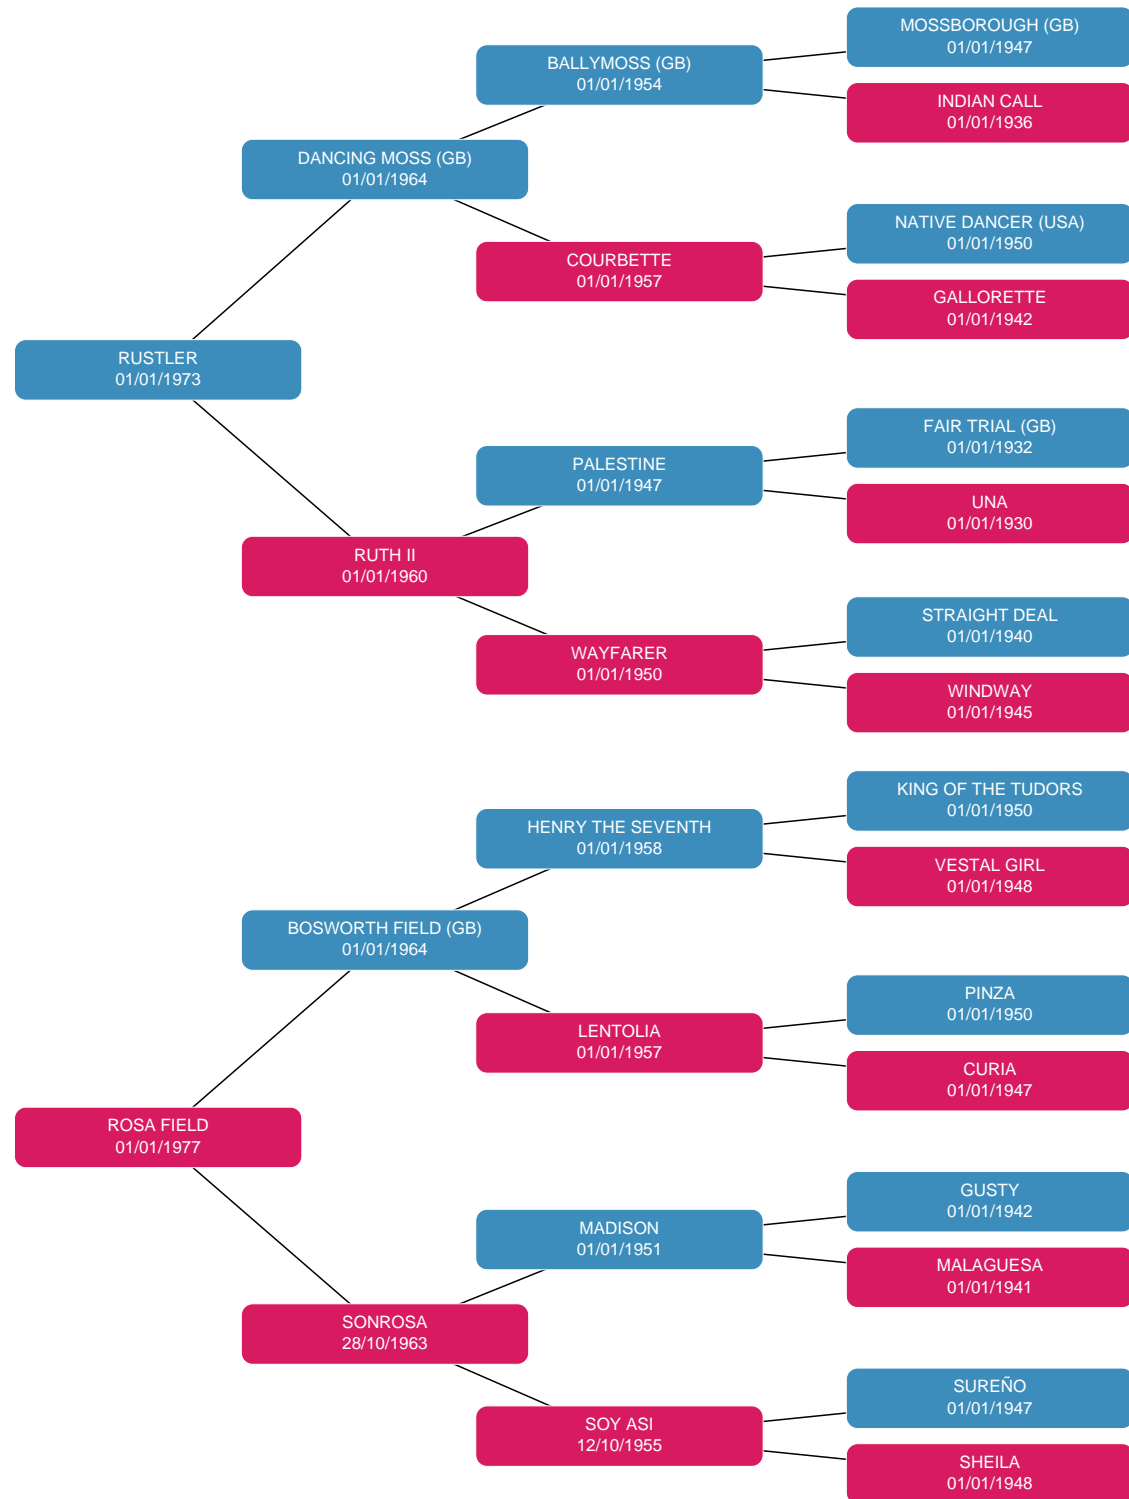 MOSSBOROUGH (GB)
01/01/1947
BALLYMOSS (GB)
01/01/1954
INDIAN CALL
01/01/1936
DANCING MOSS (GB)
01/01/1964
NATIVE DANCER (USA)
01/01/1950
COURBETTE
01/01/1957
GALLORETTE
01/01/1942
RUSTLER
01/01/1973
FAIR TRIAL (GB)
01/01/1932
PALESTINE
01/01/1947
UNA
01/01/1930
RUTH II
01/01/1960
STRAIGHT DEAL
01/01/1940
WAYFARER
01/01/1950
WINDWAY
01/01/1945
KING OF THE TUDORS
01/01/1950
HENRY THE SEVENTH
01/01/1958
VESTAL GIRL
01/01/1948
BOSWORTH FIELD (GB)
01/01/1964
PINZA
01/01/1950
LENTOLIA
01/01/1957
CURIA
01/01/1947
ROSA FIELD
01/01/1977
GUSTY
01/01/1942
MADISON
01/01/1951
MALAGUESA
01/01/1941
SONROSA
28/10/1963
SUREÑO
01/01/1947
SOY ASI
12/10/1955
SHEILA
01/01/1948